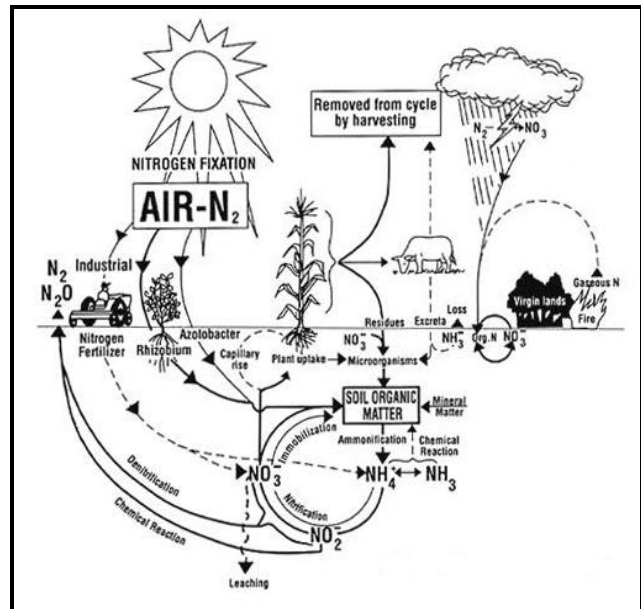 Removed from cycle
by harvesting
N₂ NO₃
NITROGEN FIXATION
AIR-N₂
N₂
N₂O
Industrial
Gaseous N
Virgin lands
Fire
Nitrogen
Fertilizer
Rhizobium
Azotobacter
Capillary
rise
Plant uptake
Residues
NO₃⁻
Microorganisms
Excreta
Loss
NH₃
Org.N
NO₃⁻
SOIL ORGANIC
MATTER
Mineral
Matter
Immobilization
Ammonification
Chemical
Reaction
NO₃⁻
NH₄
NH₃
Denitrification
Chemical Reaction
Nitrification
NO₂⁻
Leaching